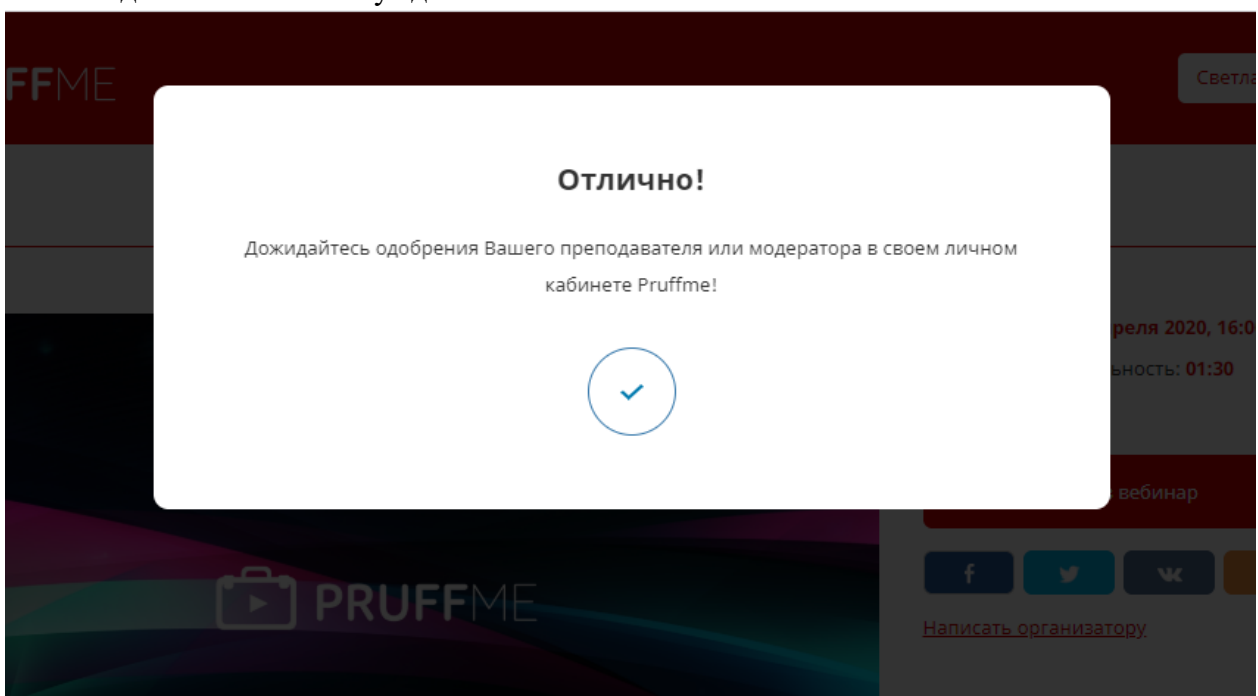 FFME
Светла
Отлично!
Дожидайтесь одобрения Вашего преподавателя или модератора в своем личном
кабинете Pruffme!
реля 2020, 16:0
ьность: 01:30
вебинар
PRUFFME
Написать организатору